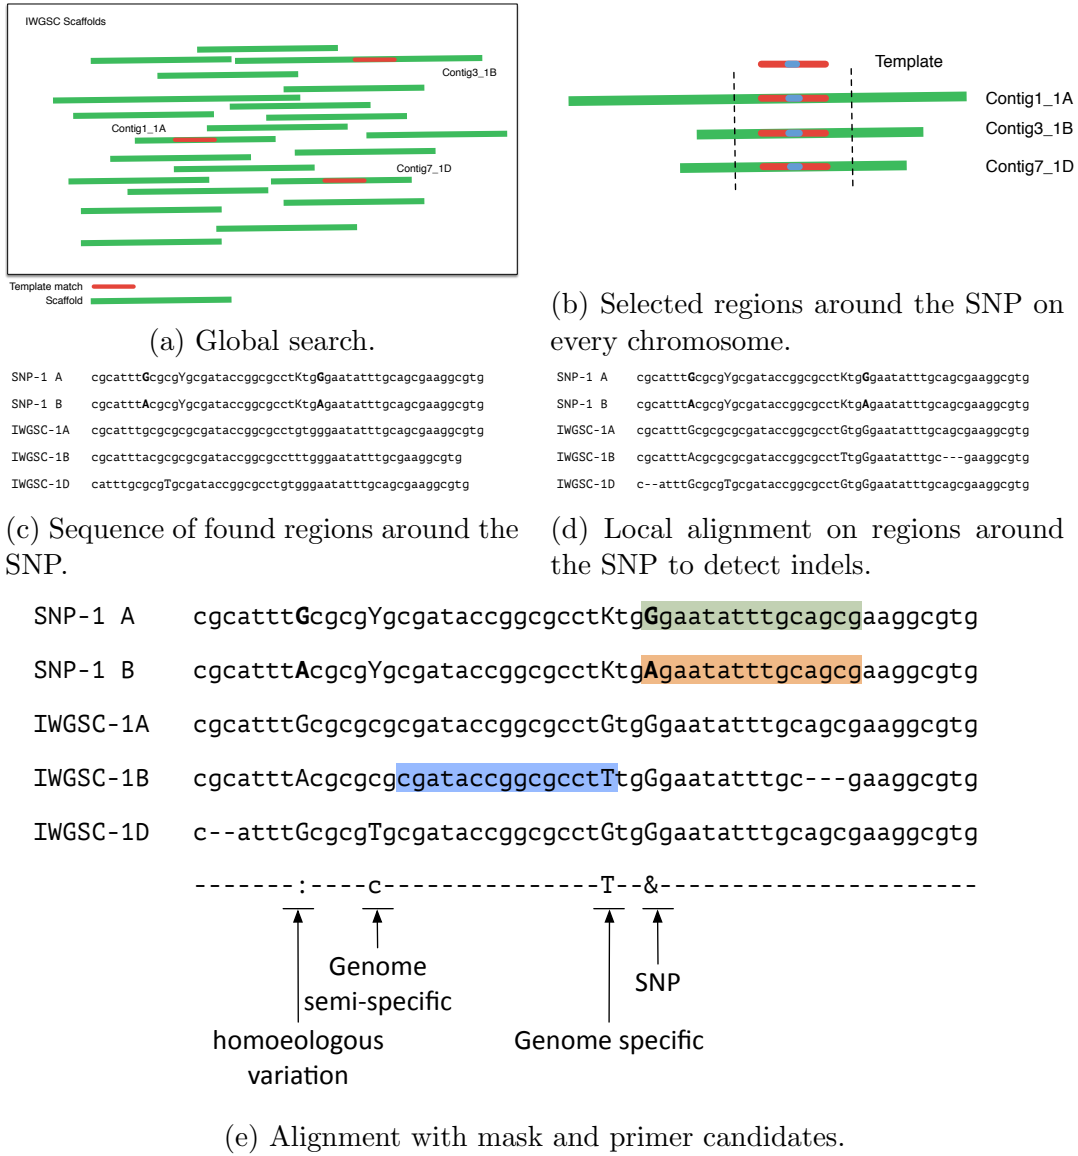 IWGSC Scaffolds
Contig3_1B
Contig1_1A
Contig7_1D
Template match
Scaffold
(a) Global search.
Template
Contig1_1A
Contig3_1B
Contig7_1D
(b) Selected regions around the SNP on
every chromosome.
SNP-1 A cgcatttGcgcgYgcgataccggcgcctKtgGgaatatttgcagcgaaggcgtg
SNP-1 B cgcatttAcgcgYgcgataccggcgcctKtgAgaatatttgcagcgaaggcgtg
IWGSC-1A cgcatttgcgcgcgcgataccggcgcctgtgggaatatttgcagcgaaggcgtg
IWGSC-1B cgcatttacgcgcgcgataccggcgcctttgggaatatttgcgaaggcgtg
IWGSC-1D catttgcgcgTgcgataccggcgcctgtgggaatatttgcagcgaaggcgtg
(c) Sequence of found regions around the
SNP.
SNP-1 A cgcatttGcgcgYgcgataccggcgcctKtgGgaatatttgcagcgaaggcgtg
SNP-1 B cgcatttAcgcgYgcgataccggcgcctKtgAgaatatttgcagcgaaggcgtg
IWGSC-1A cgcatttGcgcgcgcgataccggcgcctGtgGgaatatttgcagcgaaggcgtg
IWGSC-1B cgcatttAcgcgcgcgataccggcgcctTtgGgaatatttgc---gaaggcgtg
IWGSC-1D c--atttGcgcgTgcgataccggcgcctGtgGgaatatttgcagcgaaggcgtg
(d) Local alignment on regions around
the SNP to detect indels.
SNP-1 A cgcatttGcgcgYgcgataccggcgcctKtgGgaatatttgcagcgaaggcgtg
SNP-1 B cgcatttAcgcgYgcgataccggcgcctKtgAgaatatttgcagcgaaggcgtg
IWGSC-1A cgcatttGcgcgcgcgataccggcgcctGtgGgaatatttgcagcgaaggcgtg
IWGSC-1B cgcatttAcgcgcgcgataccggcgcctTtgGgaatatttgc---gaaggcgtg
IWGSC-1D c--atttGcgcgTgcgataccggcgcctGtgGgaatatttgcagcgaaggcgtg
-------:----c---------------T--&----------------------
Genome
semi-specific
SNP
homoeologous
variation
Genome specific
(e) Alignment with mask and primer candidates.